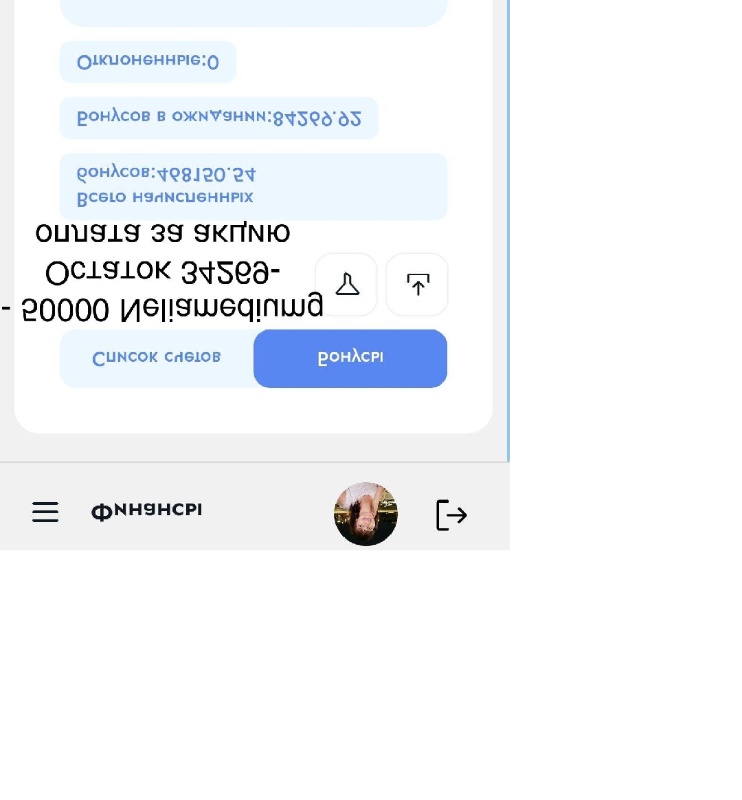 Финансы
Список счетов Бонусы
- 50000 Neliamediumg
Остаток 34269-
оплата за акцию
Всего начисленных
бонусов:468150.54
Бонусов в ожидании:84269.92
Отклоненные:0